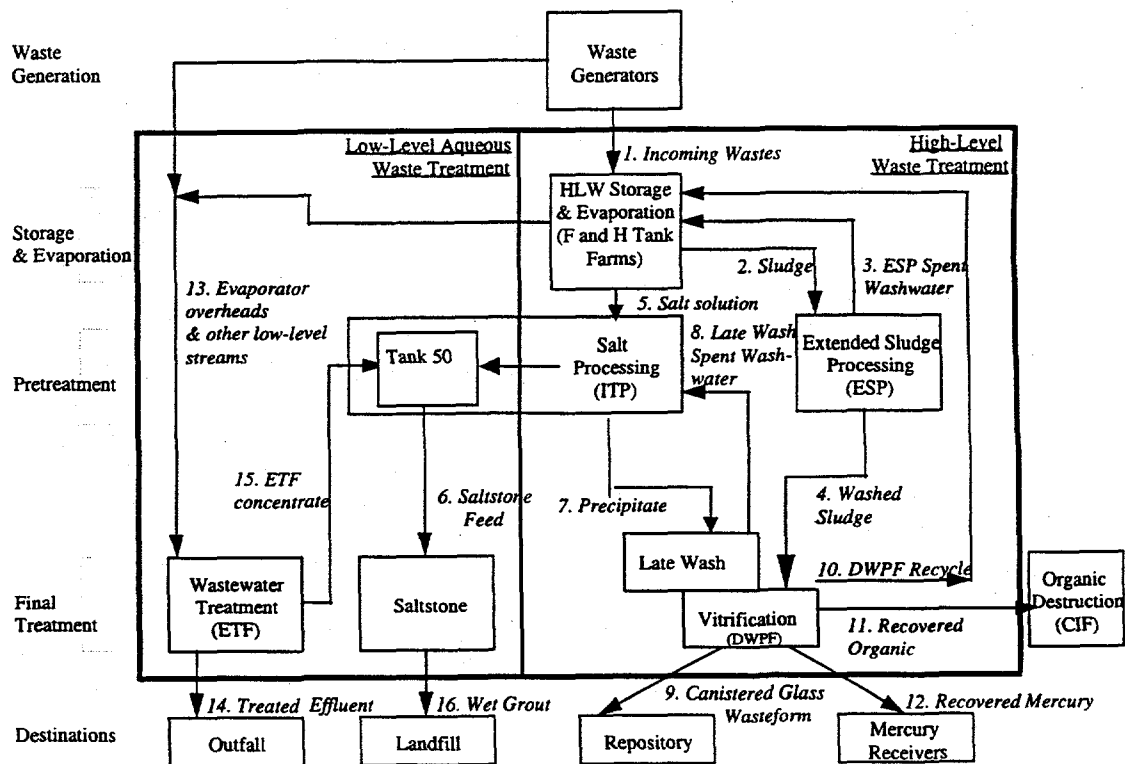 Waste
Generation
Waste
Generators
Low-Level Aqueous
Waste Treatment
High-Level
Waste Treatment
1. Incoming Wastes
Storage
& Evaporation
HLW Storage
& Evaporation
(F and H Tank
Farms)
2. Sludge
3. ESP Spent
Washwater
13. Evaporator
overheads
& other low-level
streams
5. Salt solution
Pretreatment
Tank 50
Salt
Processing
(ITP)
8. Late Wash
Spent Wash-
water
Extended Sludge
Processing
(ESP)
15. ETF
concentrate
6. Saltstone
Feed
7. Precipitate
4. Washed
Sludge
Final
Treatment
Wastewater
Treatment
(ETF)
Saltstone
Late Wash
Vitrification
(DWPF)
10. DWPF Recycle
11. Recovered
Organic
Organic
Destruction
(CIF)
14. Treated Effluent
16. Wet Grout
9. Canistered Glass
Wasteform
12. Recovered Mercury
Destinations
Outfall
Landfill
Repository
Mercury
Receivers